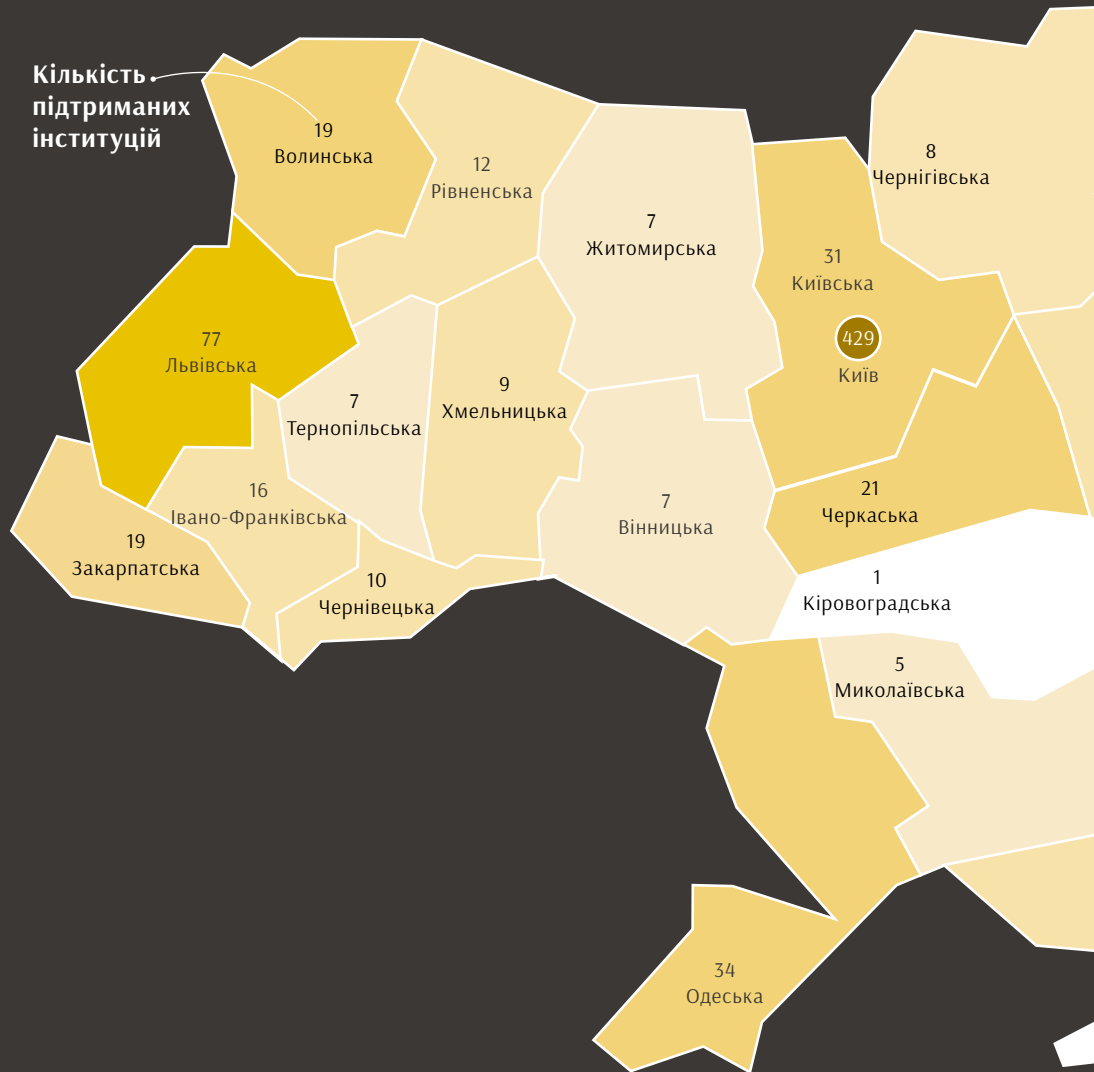 Кількість
підтриманих
інституцій
19
Волинська
12
Рівненська
7
Житомирська
8
Чернігівська
31
Київська
429
Київ
77
Львівська
7
Тернопільська
9
Хмельницька
16
Івано-Франківська
19
Закарпатська
10
Чернівецька
7
Вінницька
21
Черкаська
1
Кіровоградська
5
Миколаївська
34
Одеська